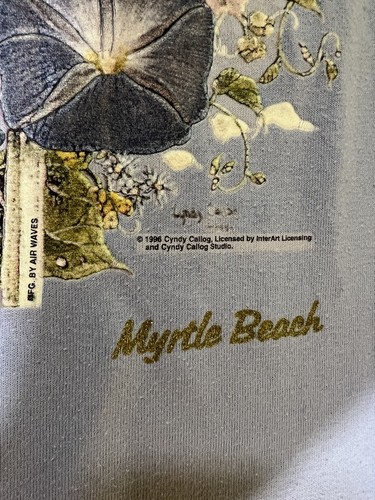 © 1996 Cyndy Callog, Licensed by InterArt Licensing
and Cyndy Callog Studio.
MFG. BY AIR WAVES
Myrtle Beach